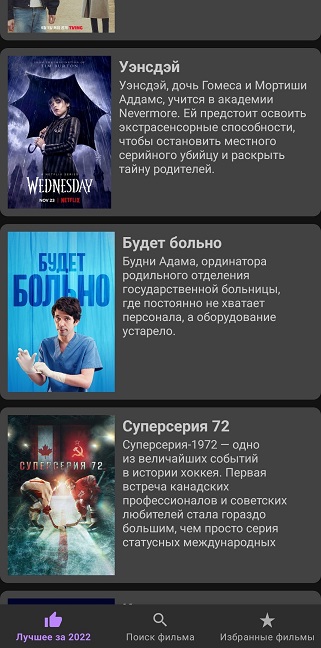 TIM BURTON
WEDNESDAY
NOV 23 | NETFLIX
Уэнсдэй
Уэнсдэй, дочь Гомеса и Мортиши
Аддамс, учится в академии
Nevermore. Ей предстоит освоить
экстрасенсорные способности,
чтобы остановить местного
серийного убийцу и раскрыть
тайну родителей.
БУДЕТ
БОЛЬНО
Будет больно
Будни Адама, ординатора
родильного отделения
государственной больницы,
где постоянно не хватает
персонала, а оборудование
устарело.
СУПЕРСЕРИЯ 72
Суперсерия 72
Суперсерия-1972 — одно
из величайших событий
в истории хоккея. Первая
встреча канадских
профессионалов и советских
любителей стала гораздо
большим, чем просто серия
статусных международных
Лучшее за 2022
Поиск фильма
Избранные фильмы